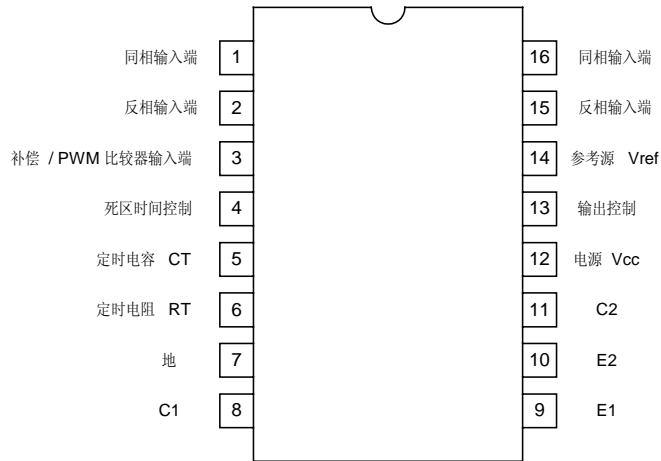 同相输入端 1 16 同相输入端
反相输入端 2 15 反相输入端
补偿 / PWM 比较器输入端 3 14 参考源 Vref
死区时间控制 4 13 输出控制
定时电容 CT 5 12 电源 Vcc
定时电阻 RT 6 11 C2
地 7 10 E2
C1 8 9 E1